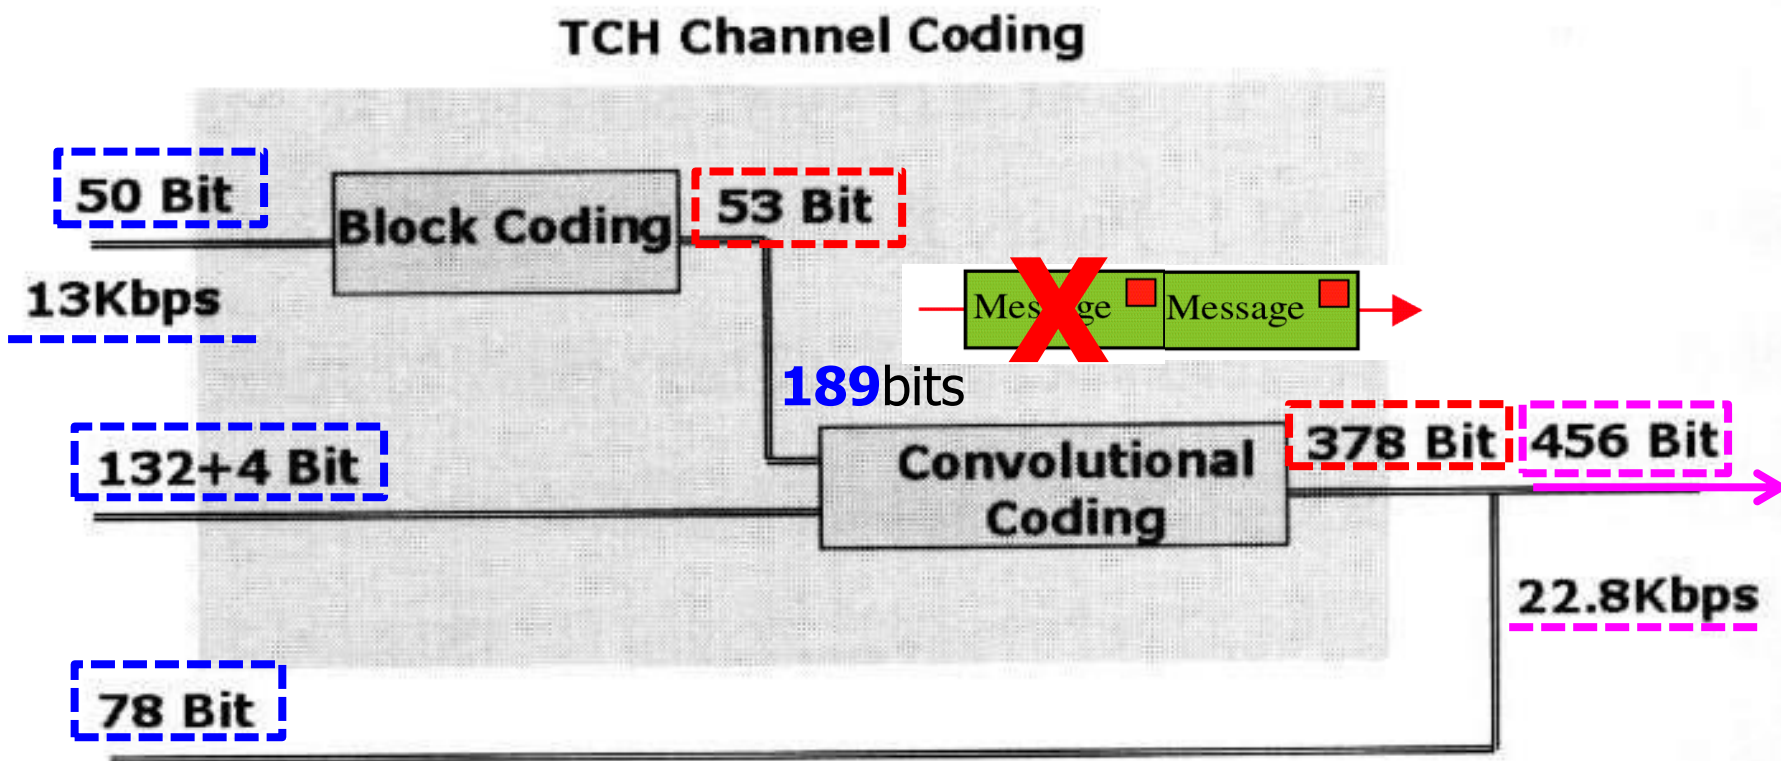 TCH Channel Coding
50 Bit
Block Coding
53 Bit
13Kbps
Message Message
189bits
132+4 Bit
Convolutional
Coding
378 Bit 456 Bit
22.8Kbps
78 Bit